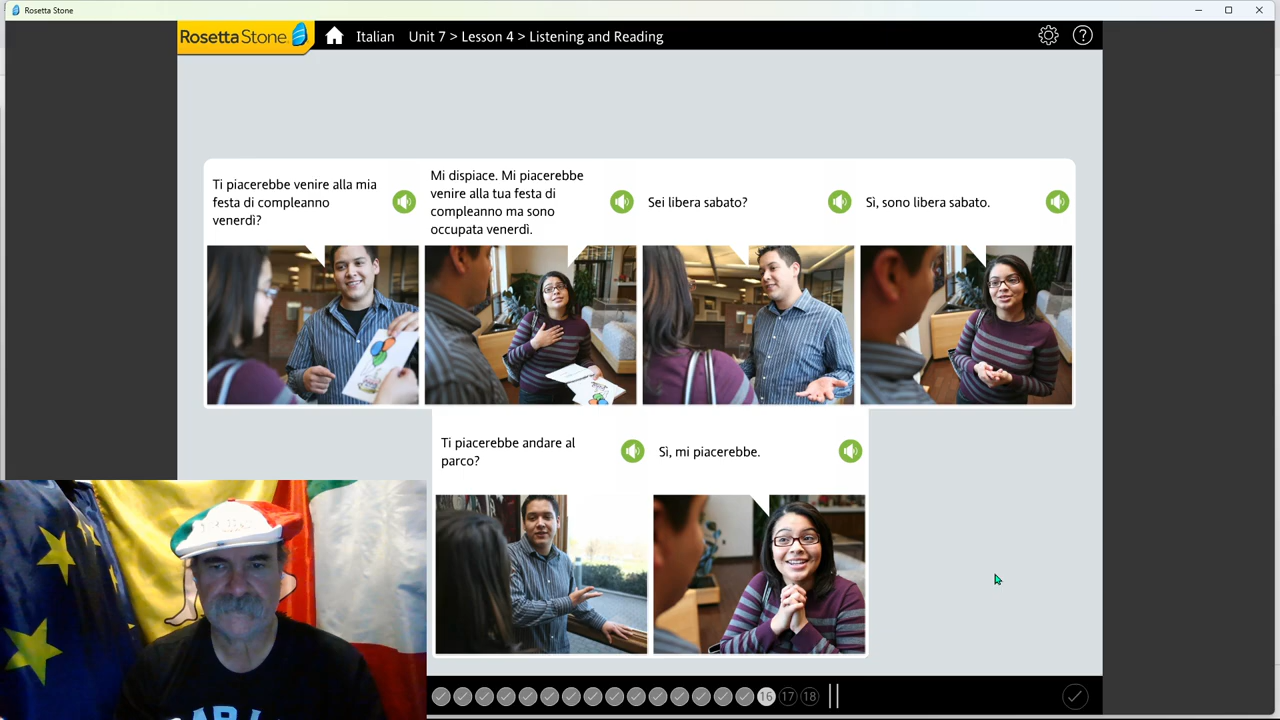 Rosetta Stone
RosettaStone
Italian Unit 7 > Lesson 4 > Listening and Reading
Ti piacerebbe venire alla mia
festa di compleanno
venerdì?
Mi dispiace. Mi piacerebbe
venire alla tua festa di
compleanno ma sono
occupata venerdì.
Sei libera sabato?
Sì, sono libera sabato.
Ti piacerebbe andare al
parco?
Sì, mi piacerebbe.
16 17 18